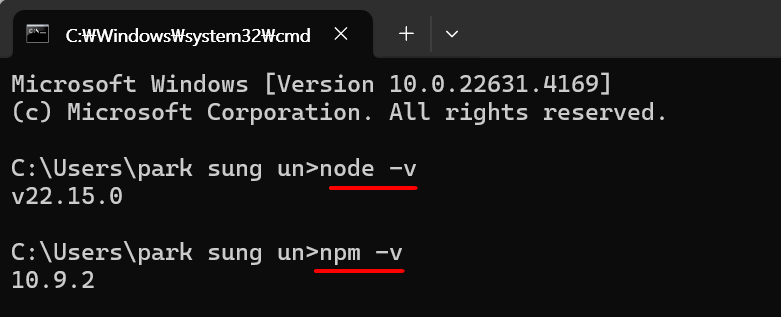 C:₩Windows₩system32₩cmd
Microsoft Windows [Version 10.0.22631.4169]
(c) Microsoft Corporation. All rights reserved.
C:\Users\park sung un>node -v
v22.15.0
C:\Users\park sung un>npm -v
10.9.2